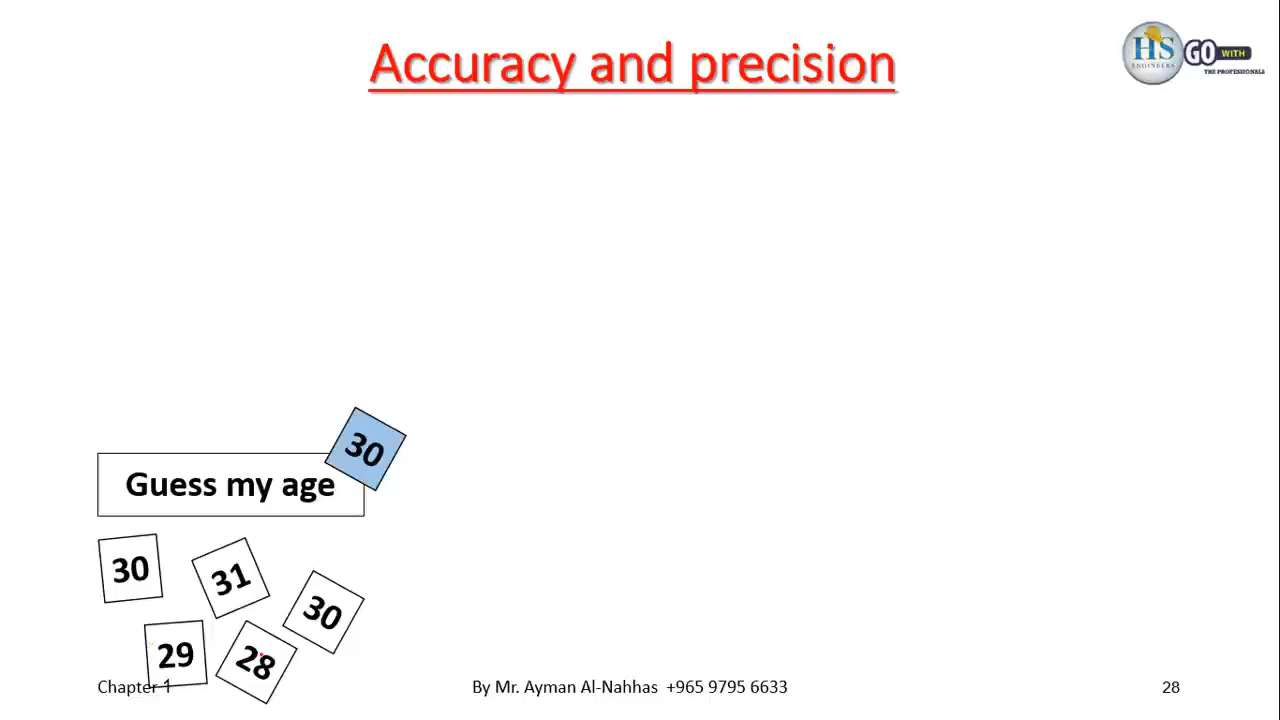 Accuracy and precision
HS
ENGINEERS
GO WITH
THE PROFESSIONALS
30
Guess my age
30
31
30
29
28
Chapter 1
By Mr. Ayman Al-Nahhas +965 9795 6633
28